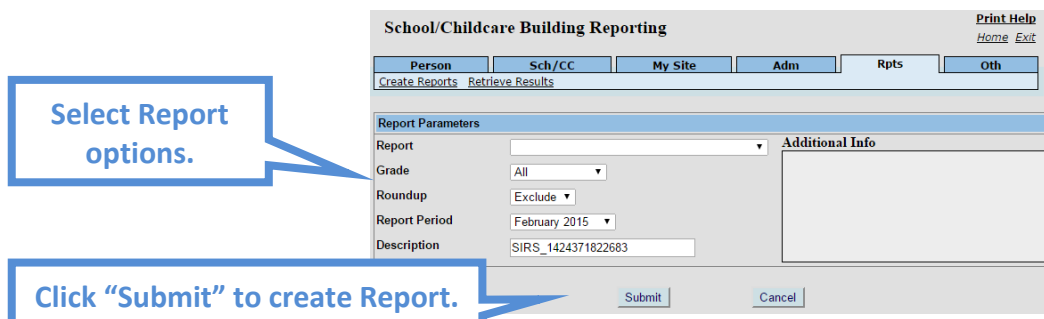 School/Childcare Building Reporting
Print Help
Home Exit
Person Sch/CC My Site Adm Rpts Oth
Create Reports Retrieve Results
Select Report
options.
Report Parameters
Report
Additional Info
Grade All
Roundup Exclude
Report Period February 2015
Description SIRS_1424371822683
Click “Submit” to create Report.
Submit Cancel